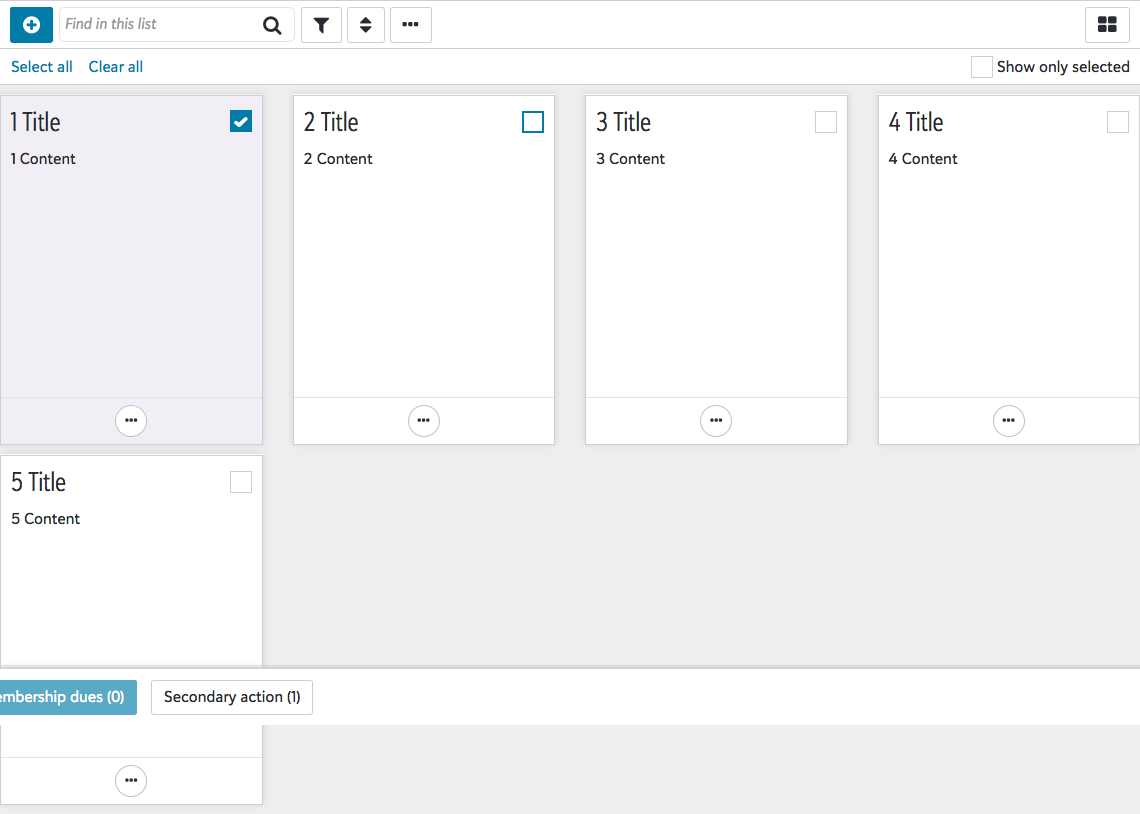 Find in this list
Select all Clear all Show only selected
1 Title
1 Content
2 Title
2 Content
3 Title
3 Content
4 Title
4 Content
5 Title
5 Content
dues (0) Secondary action (1)